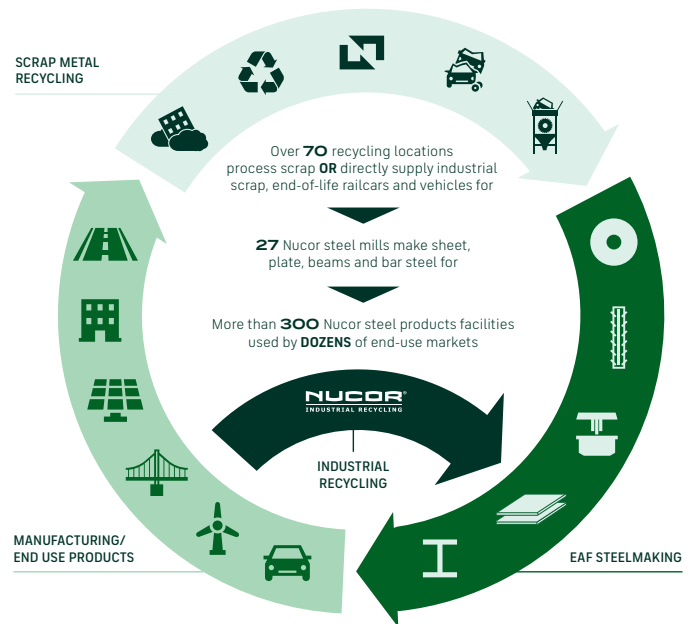 SCRAP METAL
RECYCLING
Over 70 recycling locations
process scrap OR directly supply industrial
scrap, end-of-life railcars and vehicles for
27 Nucor steel mills make sheet,
plate, beams and bar steel for
More than 300 Nucor steel products facilities
used by DOZENS of end-use markets
NUCOR®
INDUSTRIAL RECYCLING
INDUSTRIAL
RECYCLING
MANUFACTURING/
END USE PRODUCTS
EAF STEELMAKING